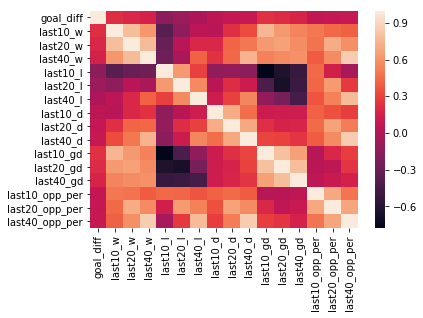 goal_diff
last10_w
last20_w
last40_w
last10_l
last20_l
last40_l
last10_d
last20_d
last40_d
last10_gd
last20_gd
last40_gd
last10_opp_per
last20_opp_per
last40_opp_per
goal_diff
last10_w
last20_w
last40_w
last10_l
last20_l
last40_l
last10_d
last20_d
last40_d
last10_gd
last20_gd
last40_gd
last10_opp_per
last20_opp_per
last40_opp_per
0.9
0.6
0.3
0.0
−0.3
−0.6